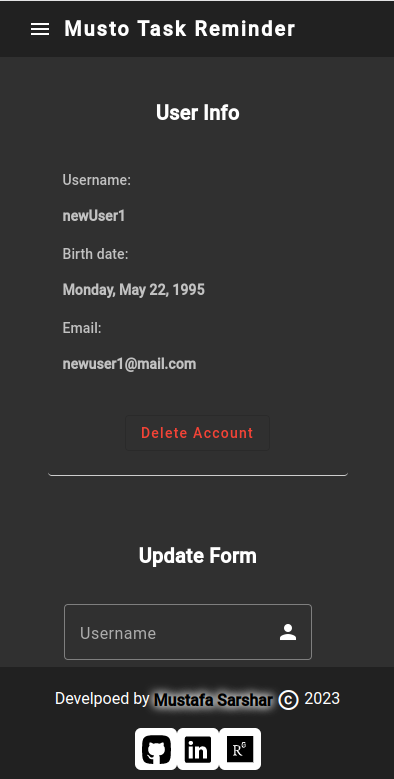 Musto Task Reminder
User Info
Username:
newUser1
Birth date:
Monday, May 22, 1995
Email:
newuser1@mail.com
Delete Account
Update Form
Username
Develpoed by Mustafa Sarshar © 2023
in
RG